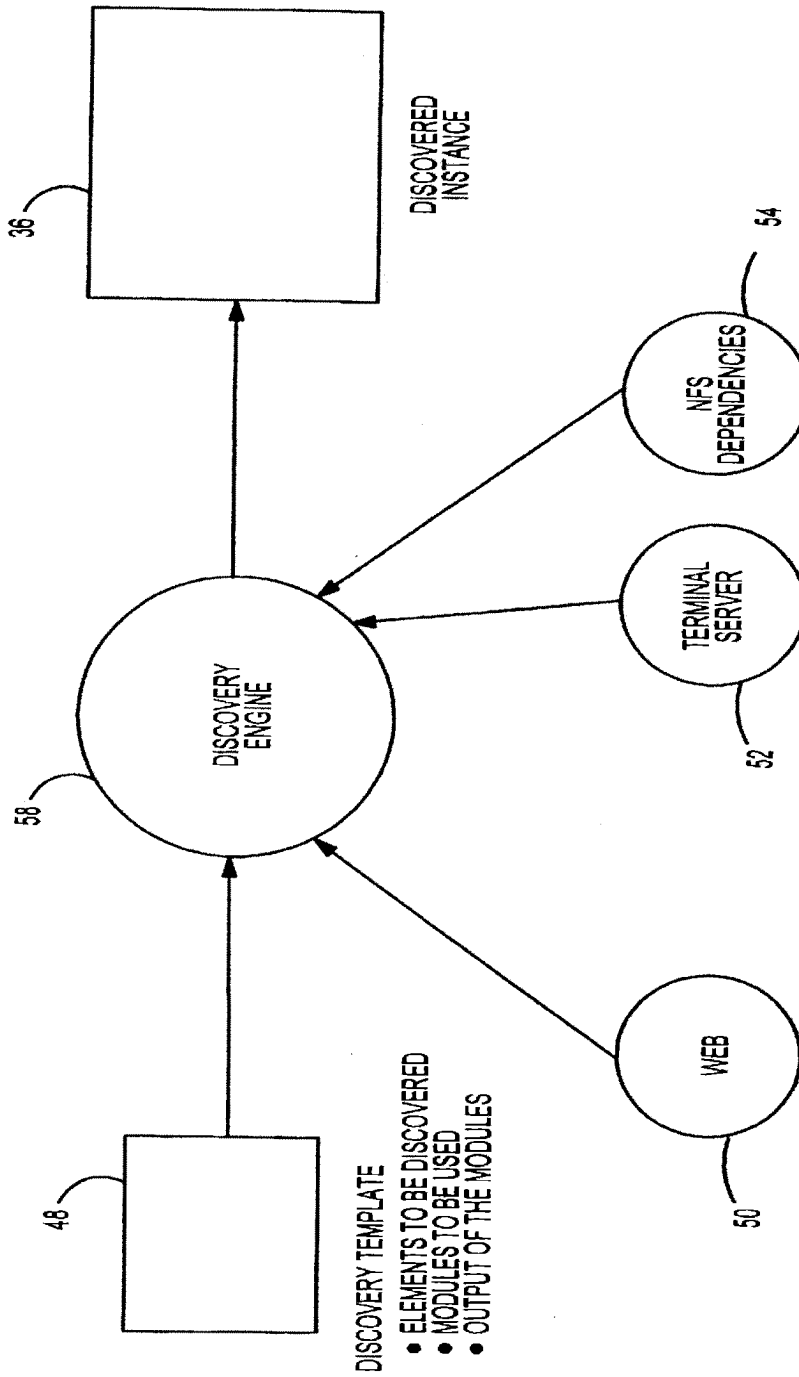 48
DISCOVERY TEMPLATE
• ELEMENTS TO BE DISCOVERED
• MODULES TO BE USED
• OUTPUT OF THE MODULES
58
DISCOVERY
ENGINE
36
DISCOVERED
INSTANCE
WEB
50
TERMINAL
SERVER
52
NFS
DEPENDENCIES
54